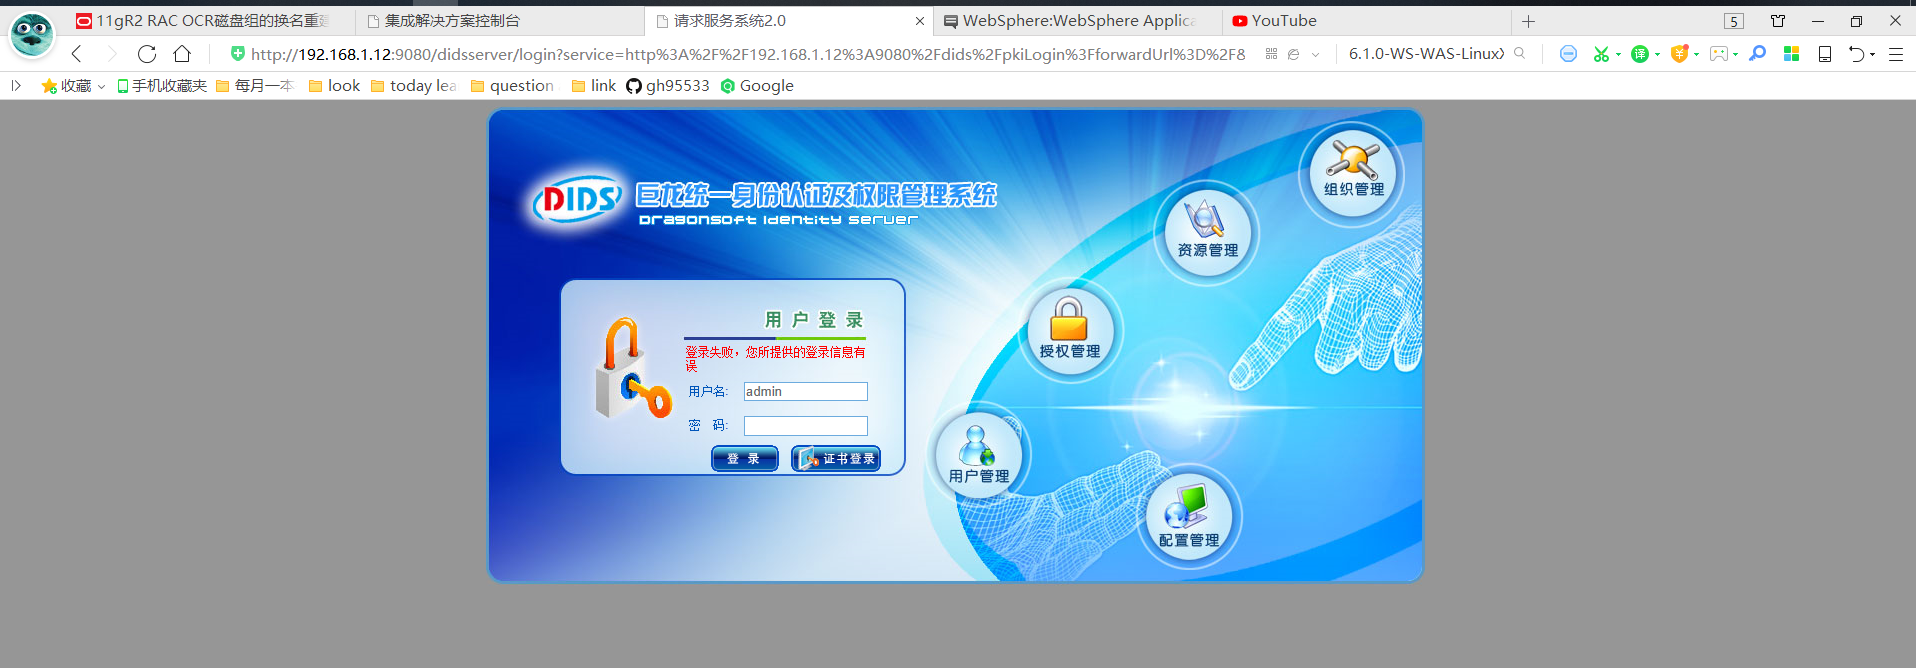 11gR2 RAC OCR磁盘组的换名重
集成解决方案控制台
请求服务系统2.0
WebSphere:WebSphere Applica
YouTube
5
http://192.168.1.12:9080/didsserver/login?service=http%3A%2F%2F192.168.1.12%3A9080%2Fdids%2FpkiLogin%3FforwardUrl%3D%2F8
6.1.0-WS-WAS-LinuxX
译
收藏
手机收藏夹
每月一本
look
today lea
question
link
gh95533
Google
DIDS
巨龙统一身份认证及权限管理系统
Dragonsoft Identity Server
组织管理
资源管理
授权管理
用户管理
配置管理
用户登录
登录失败，您所提供的登录信息有
误
用户名:
admin
密 码:
登 录
证书登录